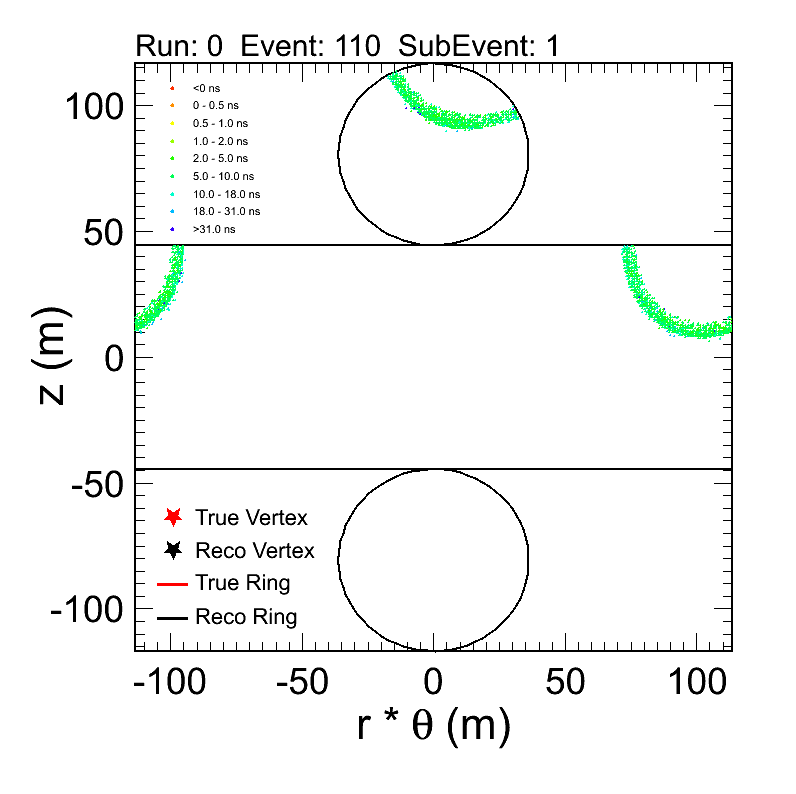 Run: 0  Event: 110  SubEvent: 1
<0 ns
0 - 0.5 ns
0.5 - 1.0 ns
1.0 - 2.0 ns
2.0 - 5.0 ns
5.0 - 10.0 ns
10.0 - 18.0 ns
18.0 - 31.0 ns
>31.0 ns
100
50
0
-50
-100
z (m)
True Vertex
Reco Vertex
True Ring
Reco Ring
-100 -50 0 50 100
r * θ (m)